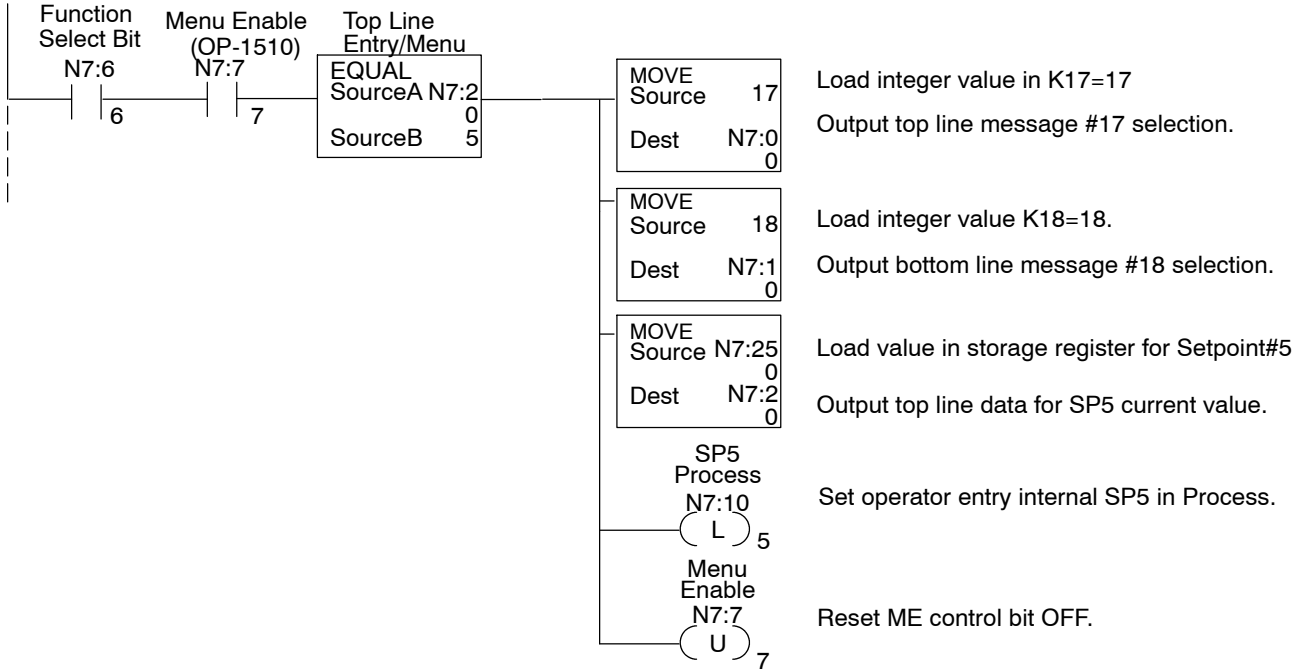 Function
Select Bit
N7:6
6
Menu Enable
(OP-1510)
N7:7
7
Top Line
Entry/Menu
EQUAL
SourceA N7:2
0
SourceB 5
MOVE
Source 17
Dest N7:0
0
Load integer value in K17=17
Output top line message #17 selection.
MOVE
Source 18
Dest N7:1
0
Load integer value K18=18.
Output bottom line message #18 selection.
MOVE
Source N7:25
0
Dest N7:2
0
Load value in storage register for Setpoint#5
Output top line data for SP5 current value.
SP5
Process
N7:10
L
5
Set operator entry internal SP5 in Process.
Menu
Enable
N7:7
U
7
Reset ME control bit OFF.